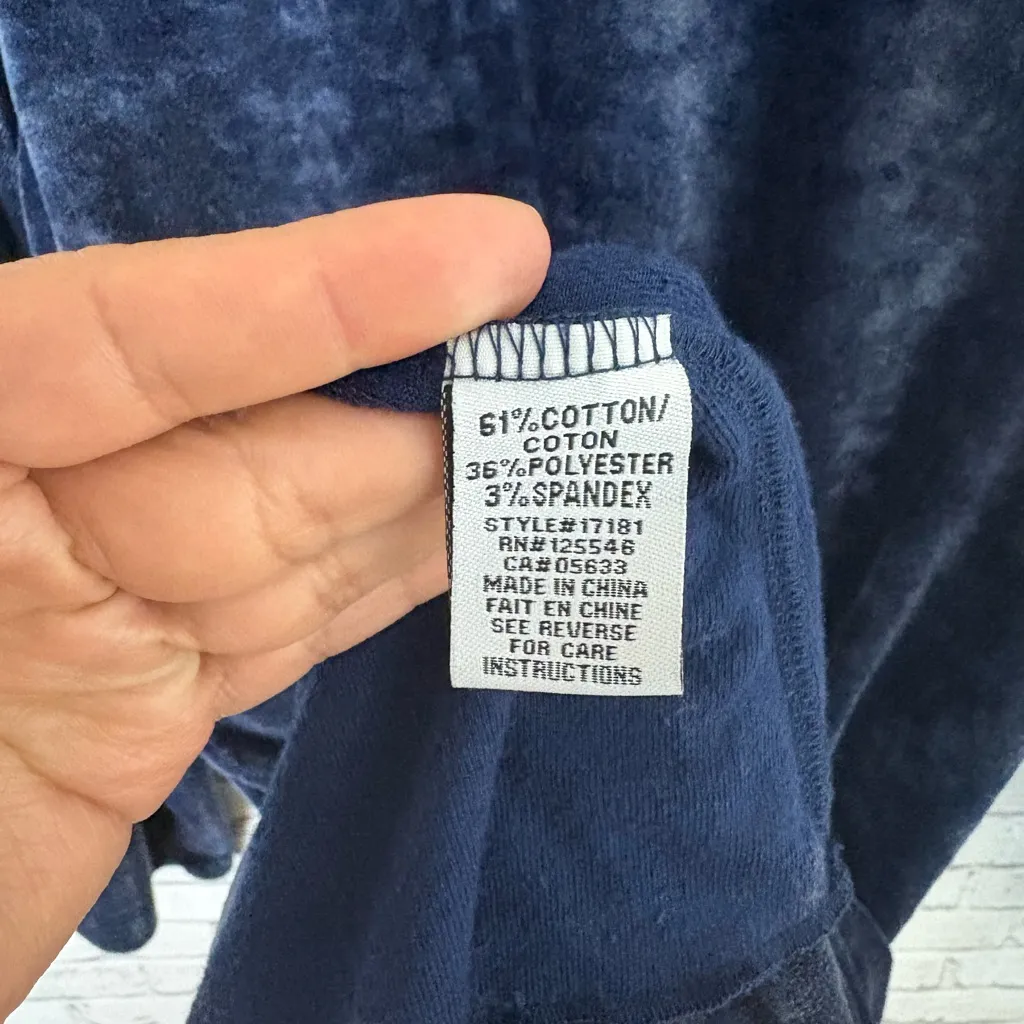 61%COTTON/
COTON
36%POLYESTER
3%SPANDEX
STYLE#17181
RN#125546
CA#05633
MADE IN CHINA
FAIT EN CHINE
SEE REVERSE
FOR CARE
INSTRUCTIONS